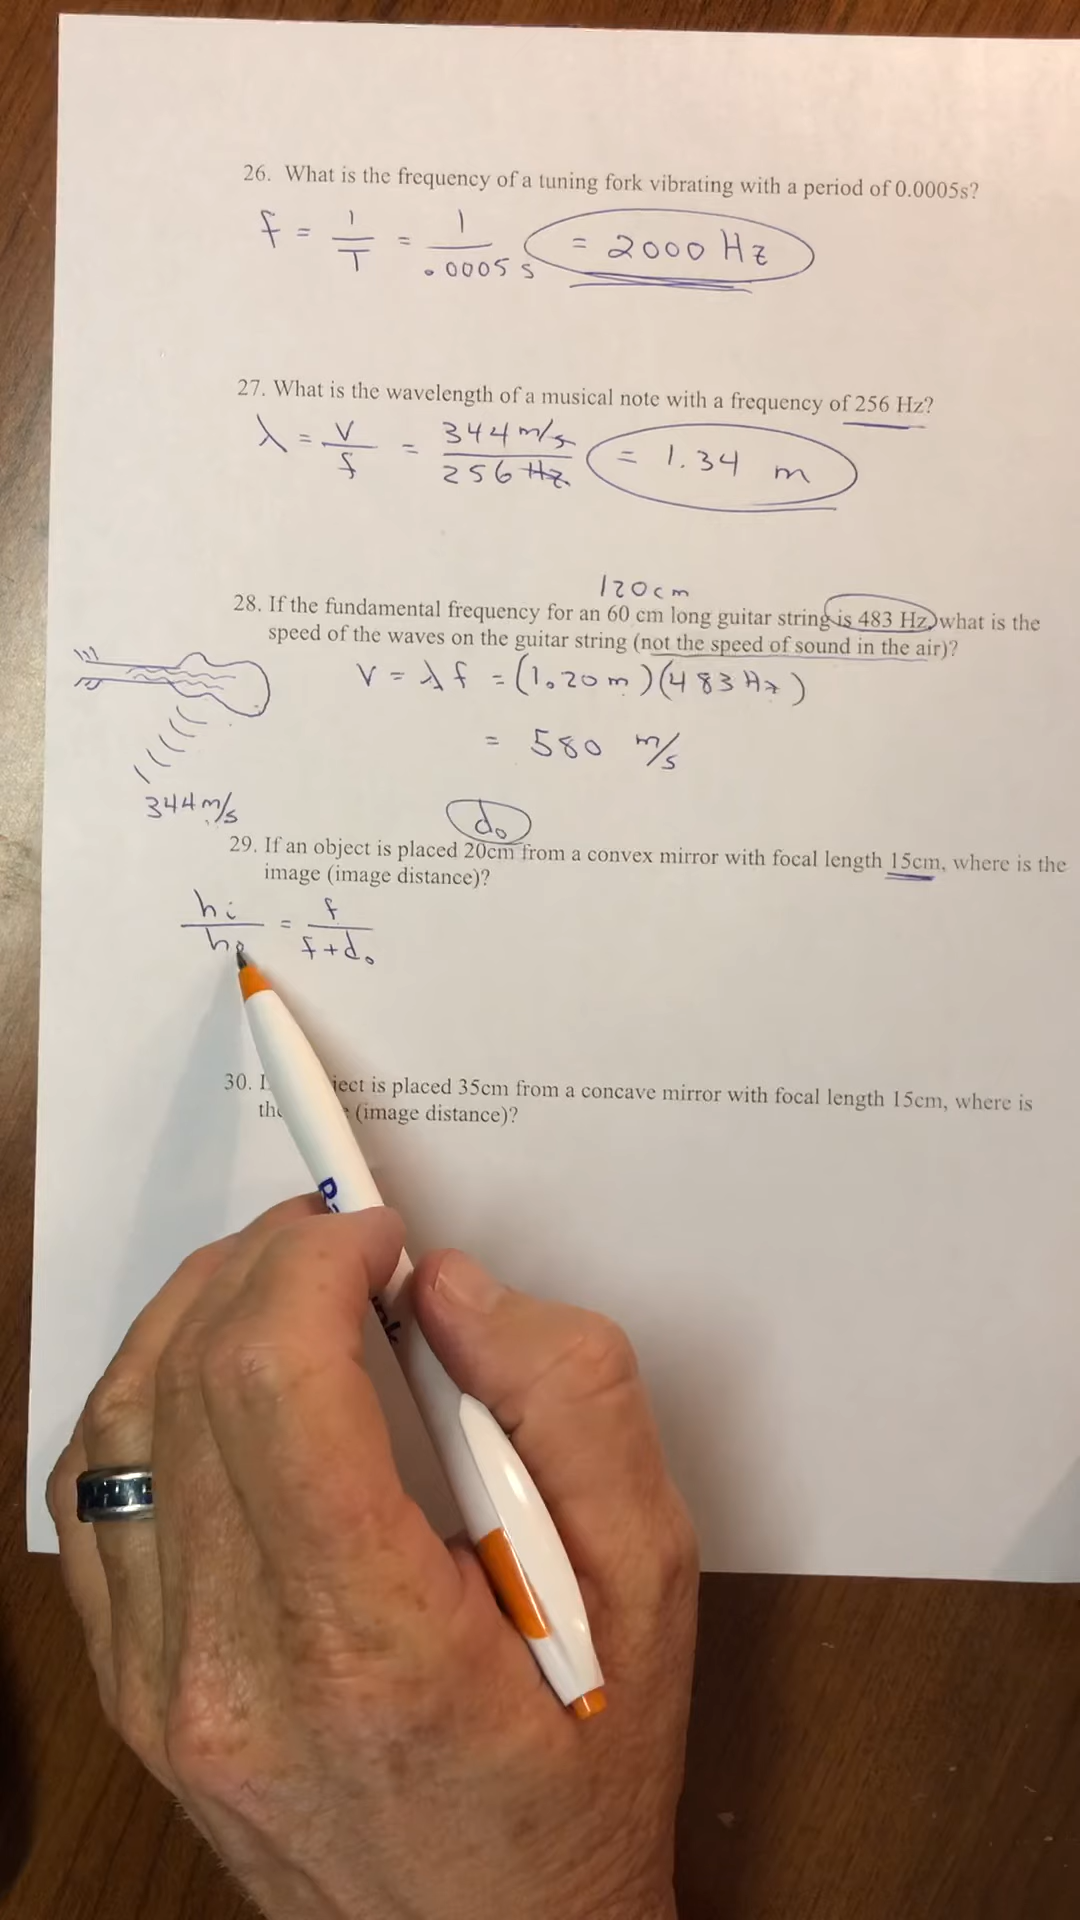 26. What is the frequency of a tuning fork vibrating with a period of 0.0005s?
f = 1/T = 1/.0005 s = 2000 Hz
27. What is the wavelength of a musical note with a frequency of 256 Hz?
λ = v/f = 344 m/s / 256 Hz = 1.34 m
120cm
28. If the fundamental frequency for an 60 cm long guitar string is 483 Hz, what is the
speed of the waves on the guitar string (not the speed of sound in the air)?
v = λ f = (1.20 m)(483 Hz)
= 580 m/s
344 m/s
do
29. If an object is placed 20cm from a convex mirror with focal length 15cm, where is the
image (image distance)?
hi/ho = f/f+do
30. ject is placed 35cm from a concave mirror with focal length 15cm, where is
(image distance)?